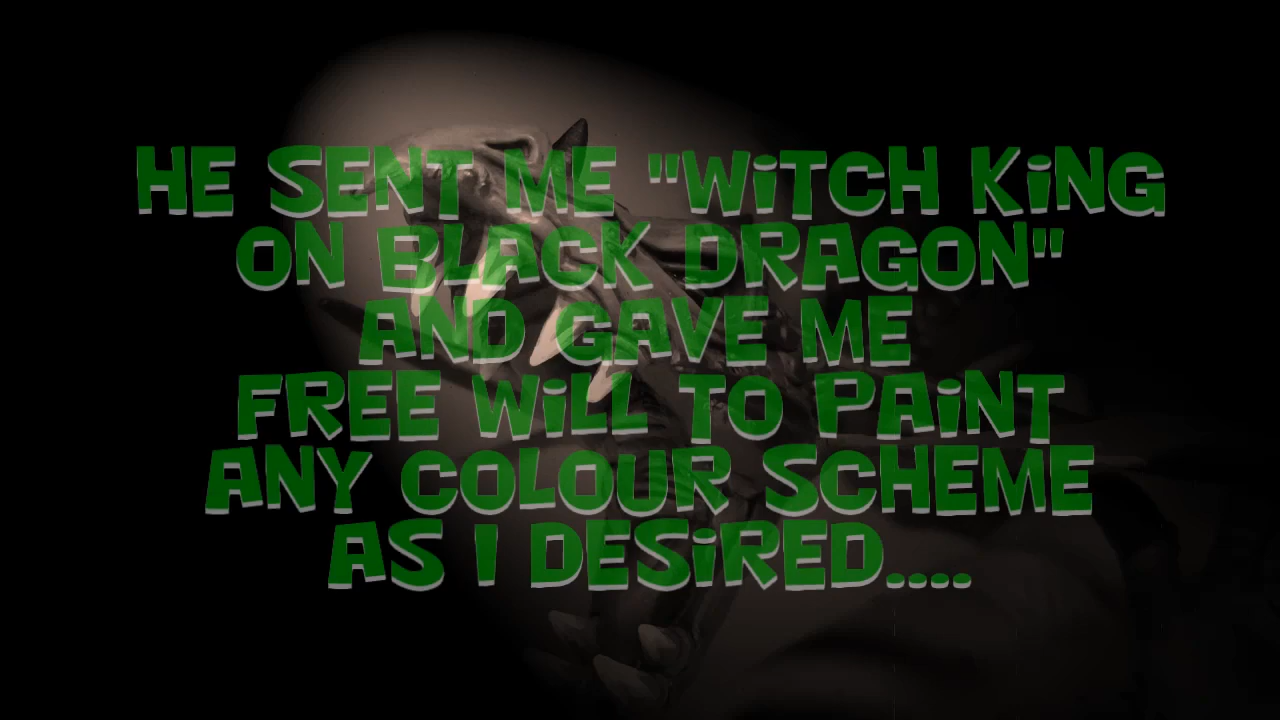 HE SENT ME "WiTCH KiNG
ON BLACK DRAGON"
AND GAVE ME
FREE WiLL TO PAiNT
ANY COLOUR SCHEME
AS I DESiRED....